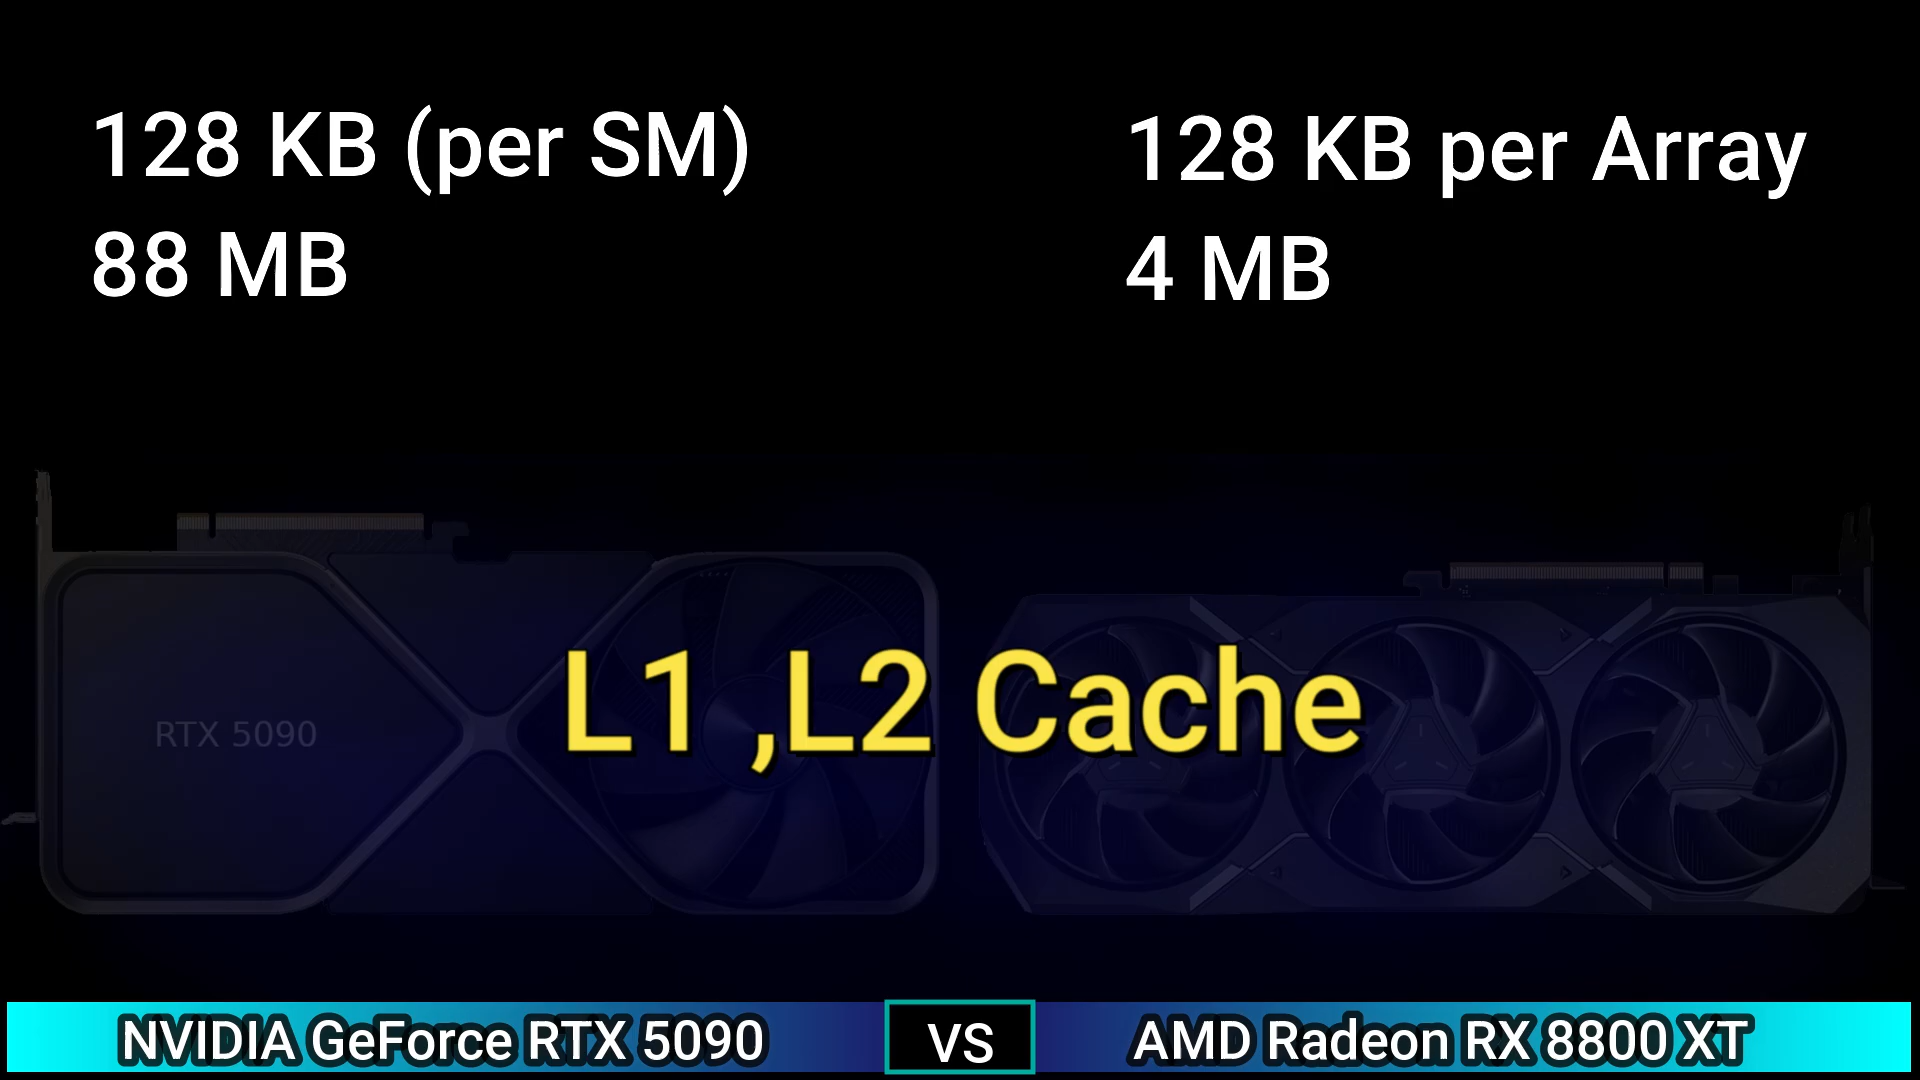 128 KB (per SM)
88 MB
128 KB per Array
4 MB
RTX 5090
L1 ,L2 Cache
NVIDIA GeForce RTX 5090
VS
AMD Radeon RX 8800 XT